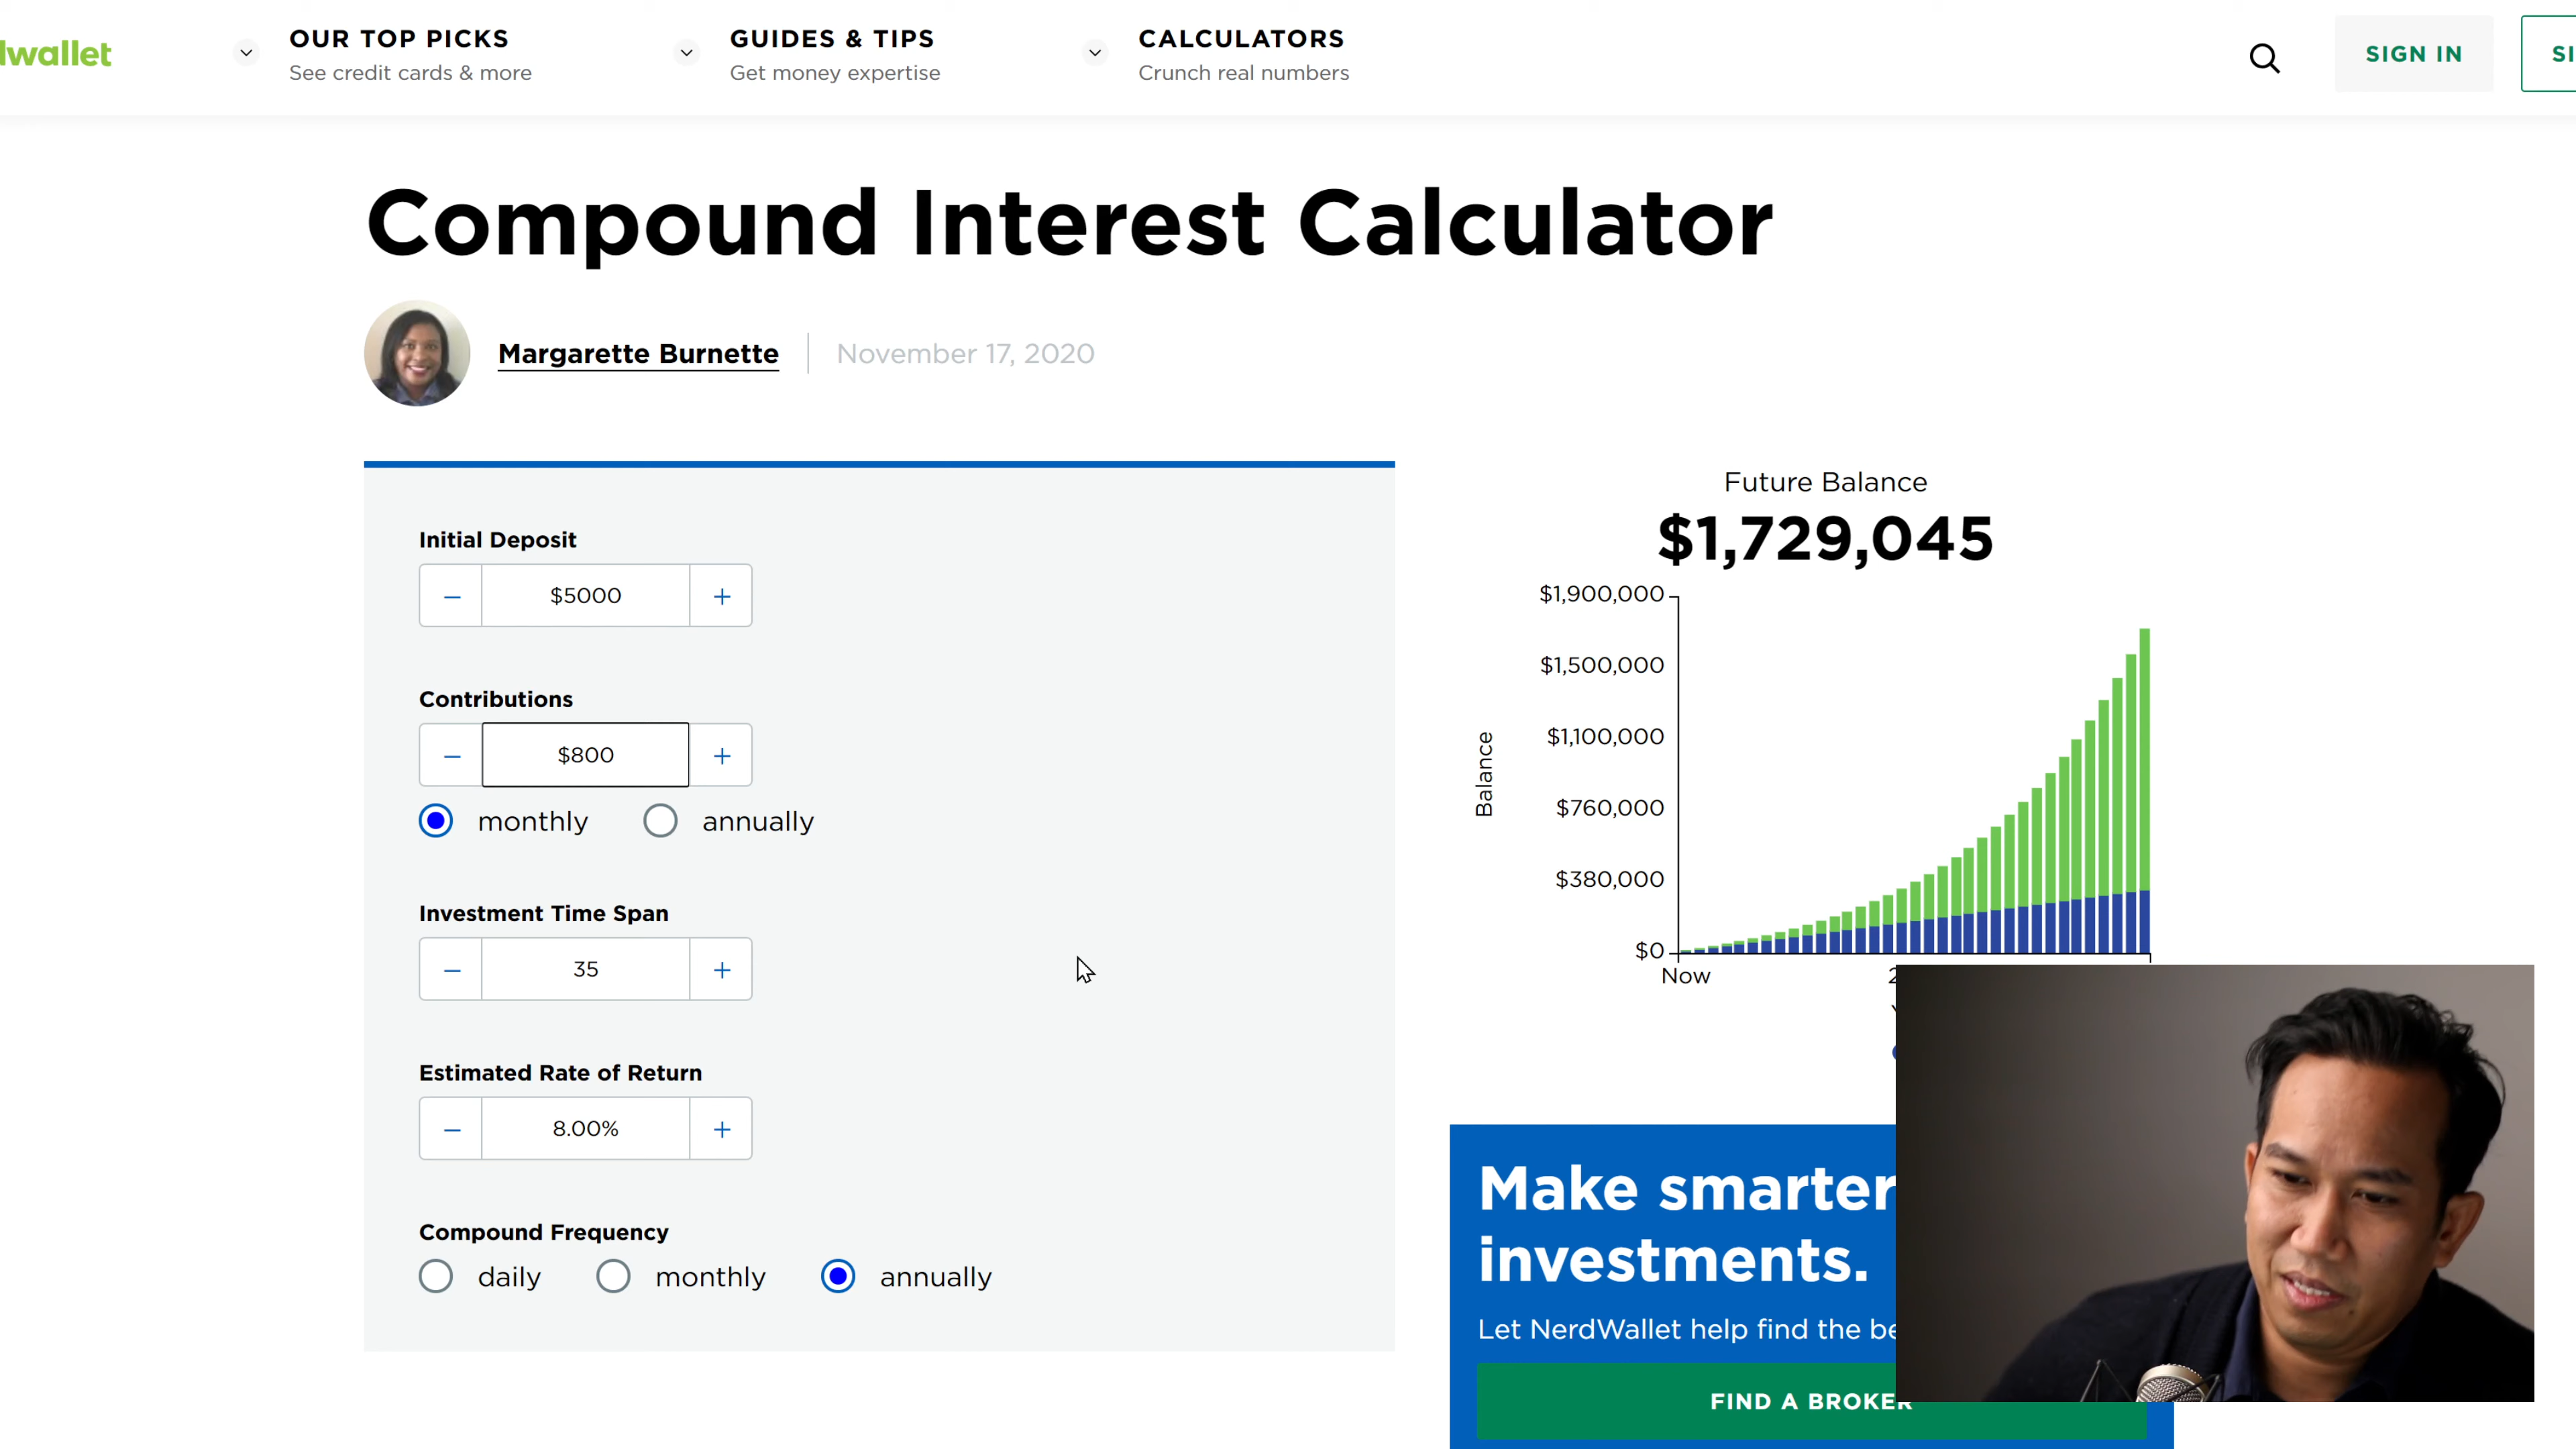 dwallet
OUR TOP PICKS
See credit cards & more
GUIDES & TIPS
Get money expertise
CALCULATORS
Crunch real numbers
SIGN IN
SI
Compound Interest Calculator
Margarette Burnette
November 17, 2020
Initial Deposit
– $5000 +
Contributions
– $800 +
monthly annually
Investment Time Span
– 35 +
Estimated Rate of Return
– 8.00% +
Compound Frequency
daily monthly annually
Future Balance
$1,729,045
$1,900,000
$1,500,000
$1,100,000
$760,000
$380,000
$0
Balance
Now
Make smarter
investments.
Let NerdWallet help find the be
FIND A BROKER